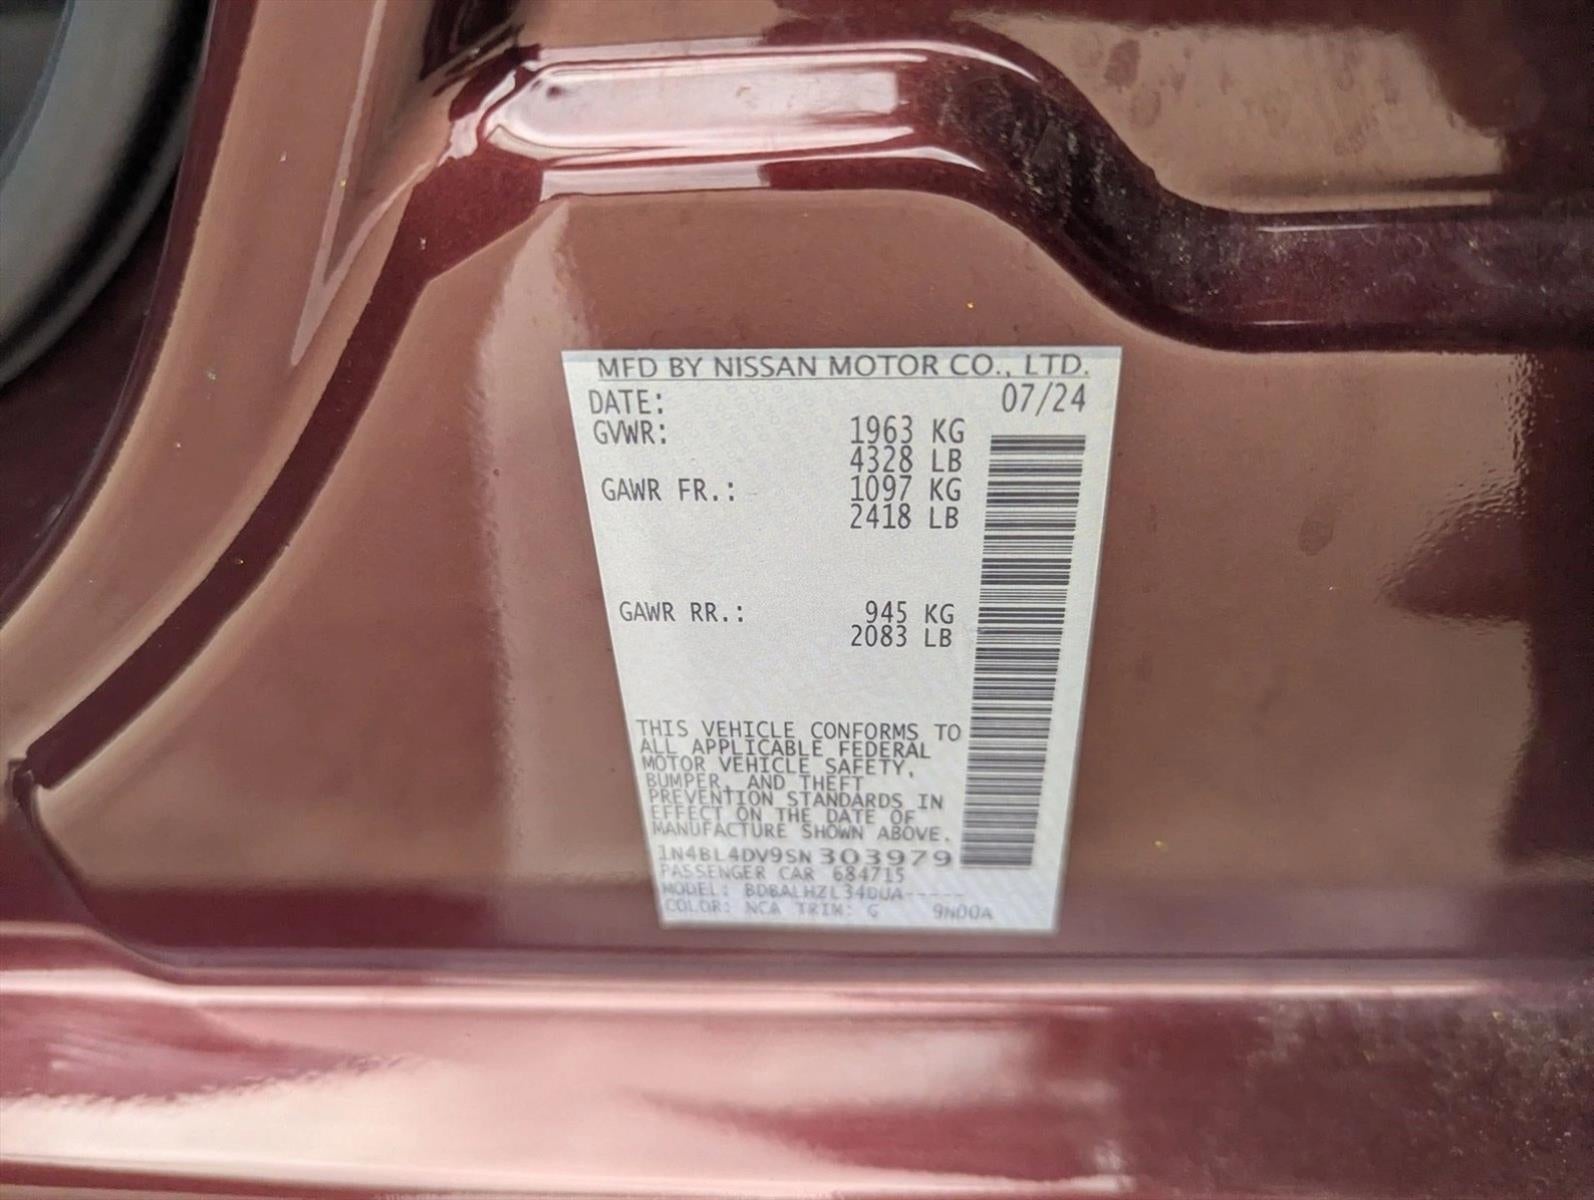 MFD BY NISSAN MOTOR CO., LTD.
DATE: 07/24
GVWR: 1963 KG
4328 LB
GAWR FR.: 1097 KG
2418 LB
GAWR RR.: 945 KG
2083 LB
THIS VEHICLE CONFORMS TO
ALL APPLICABLE FEDERAL
MOTOR VEHICLE SAFETY,
BUMPER, AND THEFT
PREVENTION STANDARDS IN
EFFECT ON THE DATE OF
MANUFACTURE SHOWN ABOVE.
1N4BL4DV9SN303979
PASSENGER CAR 684715
MODEL: BDBALHZL34DUA-----
COLOR: NCA TRIM: G 9N00A